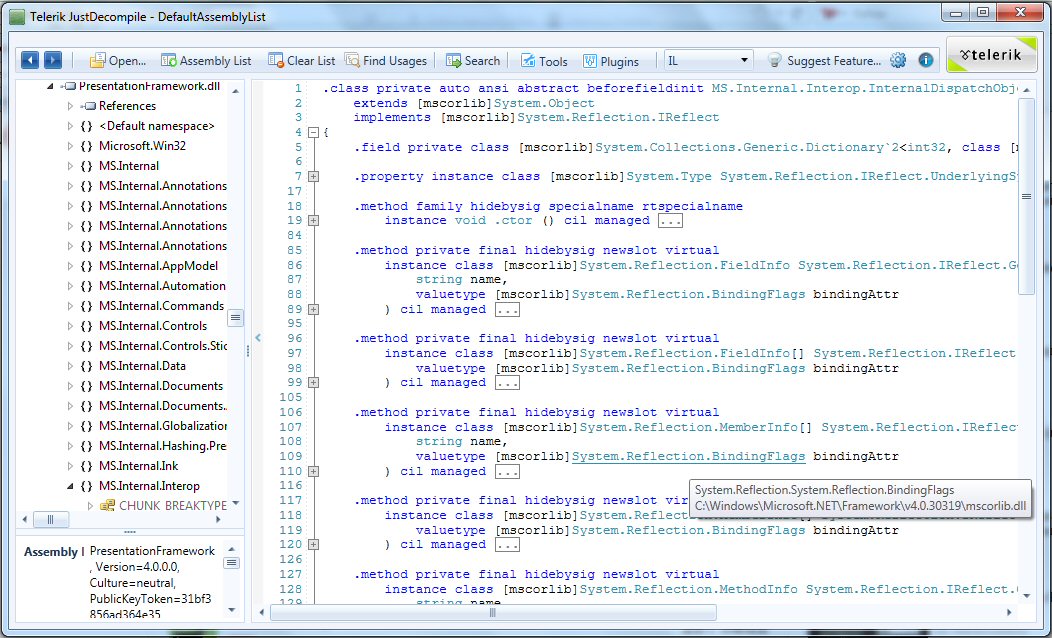 Telerik JustDecompile - DefaultAssemblyList
Open... Assembly List Clear List Find Usages Search Tools Plugins IL Suggest Feature... telerik
PresentationFramework.dll
References
{} <Default namespace>
{} Microsoft.Win32
{} MS.Internal
{} MS.Internal.Annotations
{} MS.Internal.Annotations
{} MS.Internal.Annotations
{} MS.Internal.Annotations
{} MS.Internal.AppModel
{} MS.Internal.Automation
{} MS.Internal.Commands
{} MS.Internal.Controls
{} MS.Internal.Controls.Stic
{} MS.Internal.Data
{} MS.Internal.Documents
{} MS.Internal.Documents.
{} MS.Internal.Globalization
{} MS.Internal.Hashing.Pre
{} MS.Internal.Ink
{} MS.Internal.Interop
CHUNK_BREAKTYPE
Assembly
PresentationFramework
, Version=4.0.0.0,
Culture=neutral,
PublicKeyToken=31bf3
856ad364e35
1 .class private auto ansi abstract beforefieldinit MS.Internal.Interop.InternalDispatchObj
2 extends [mscorlib]System.Object
3 implements [mscorlib]System.Reflection.IReflect
4 {
5 .field private class [mscorlib]System.Collections.Generic.Dictionary`2<int32, class [m
6
7 .property instance class [mscorlib]System.Type System.Reflection.IReflect.UnderlyingSy
17
18 .method family hidebysig specialname rtspecialname
19 instance void .ctor () cil managed ...
84
85 .method private final hidebysig newslot virtual
86 instance class [mscorlib]System.Reflection.FieldInfo System.Reflection.IReflect.Ge
87 string name,
88 valuetype [mscorlib]System.Reflection.BindingFlags bindingAttr
89 ) cil managed ...
95
96 .method private final hidebysig newslot virtual
97 instance class [mscorlib]System.Reflection.FieldInfo[] System.Reflection.IReflect
98 valuetype [mscorlib]System.Reflection.BindingFlags bindingAttr
99 ) cil managed ...
105
106 .method private final hidebysig newslot virtual
107 instance class [mscorlib]System.Reflection.MemberInfo[] System.Reflection.IReflect
108 string name,
109 valuetype [mscorlib]System.Reflection.BindingFlags bindingAttr
110 ) cil managed ...
116
117 .method private final hidebysig newslot vir
118 instance class [mscorlib]System.Reflect
119 valuetype [mscorlib]System.Reflection.BindingFlags bindingAttr
120 ) cil managed ...
126
127 .method private final hidebysig newslot virtual
128 instance class [mscorlib]System.Reflection.MethodInfo System.Reflection.IReflect.
129 string name
System.Reflection.System.Reflection.BindingFlags
C:\Windows\Microsoft.NET\Framework\v4.0.30319\mscorlib.dll